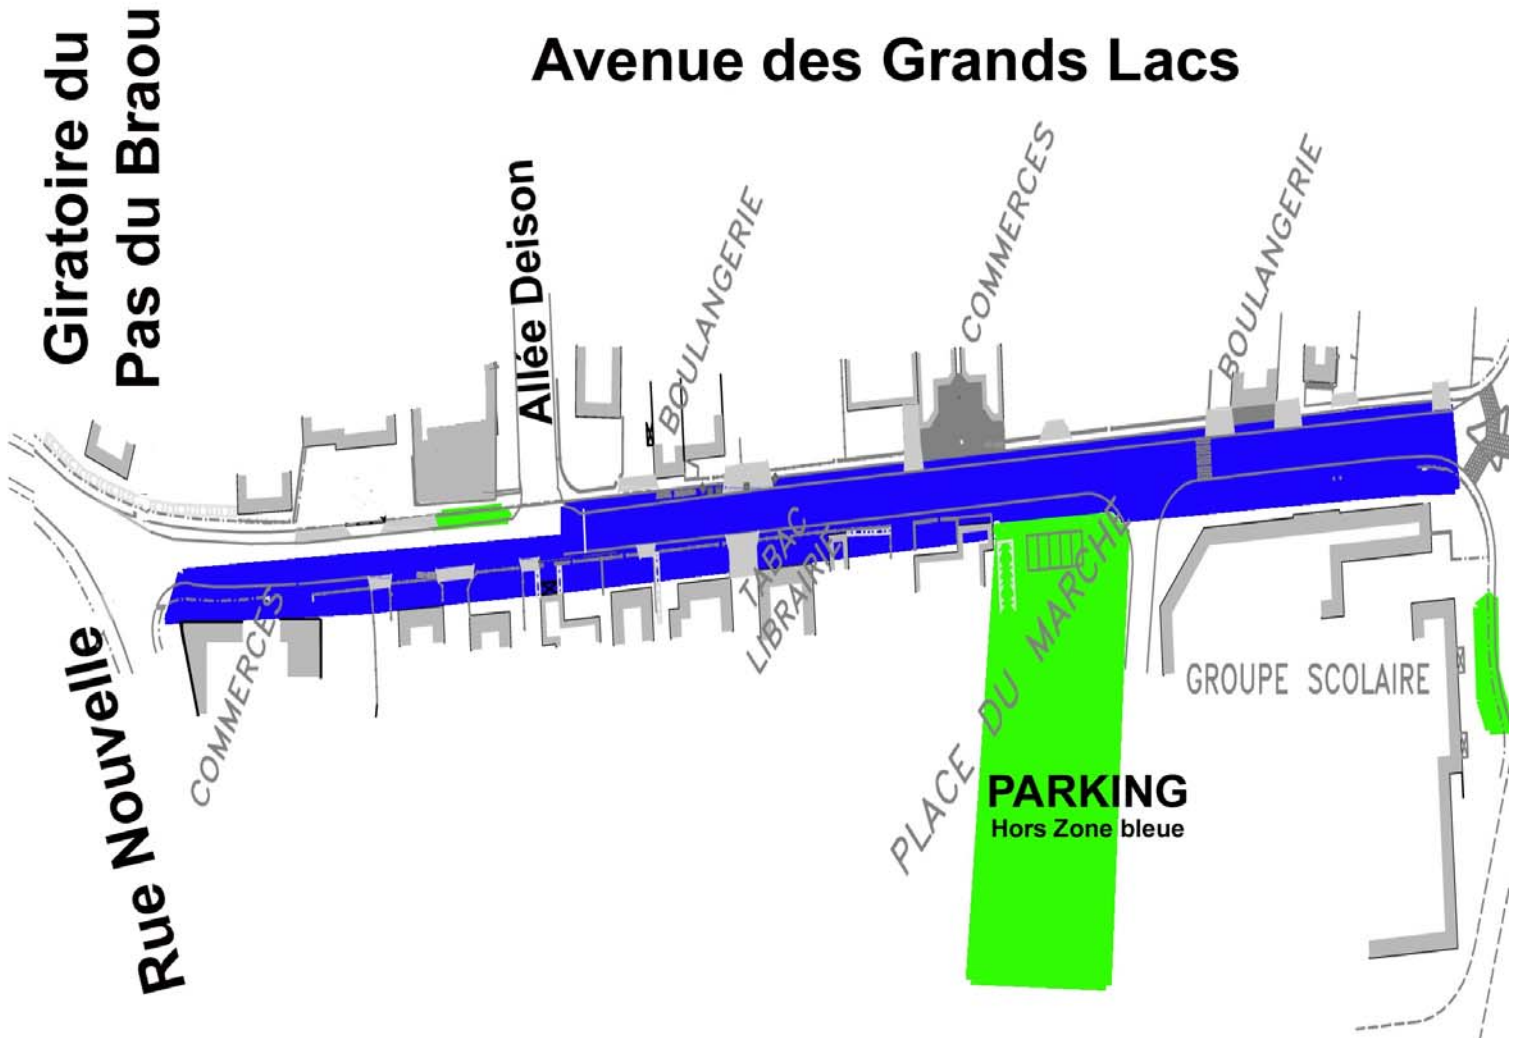 Avenue des Grands Lacs
Giratoire du
Pas du Braou
Allée Deison
BOULANGERIE
COMMERCES
BOULANGERIE
TABAC
LIBRAIRIE
COMMERCES
Rue Nouvelle
PLACE DU MARCHE
GROUPE SCOLAIRE
PARKING
Hors Zone bleue